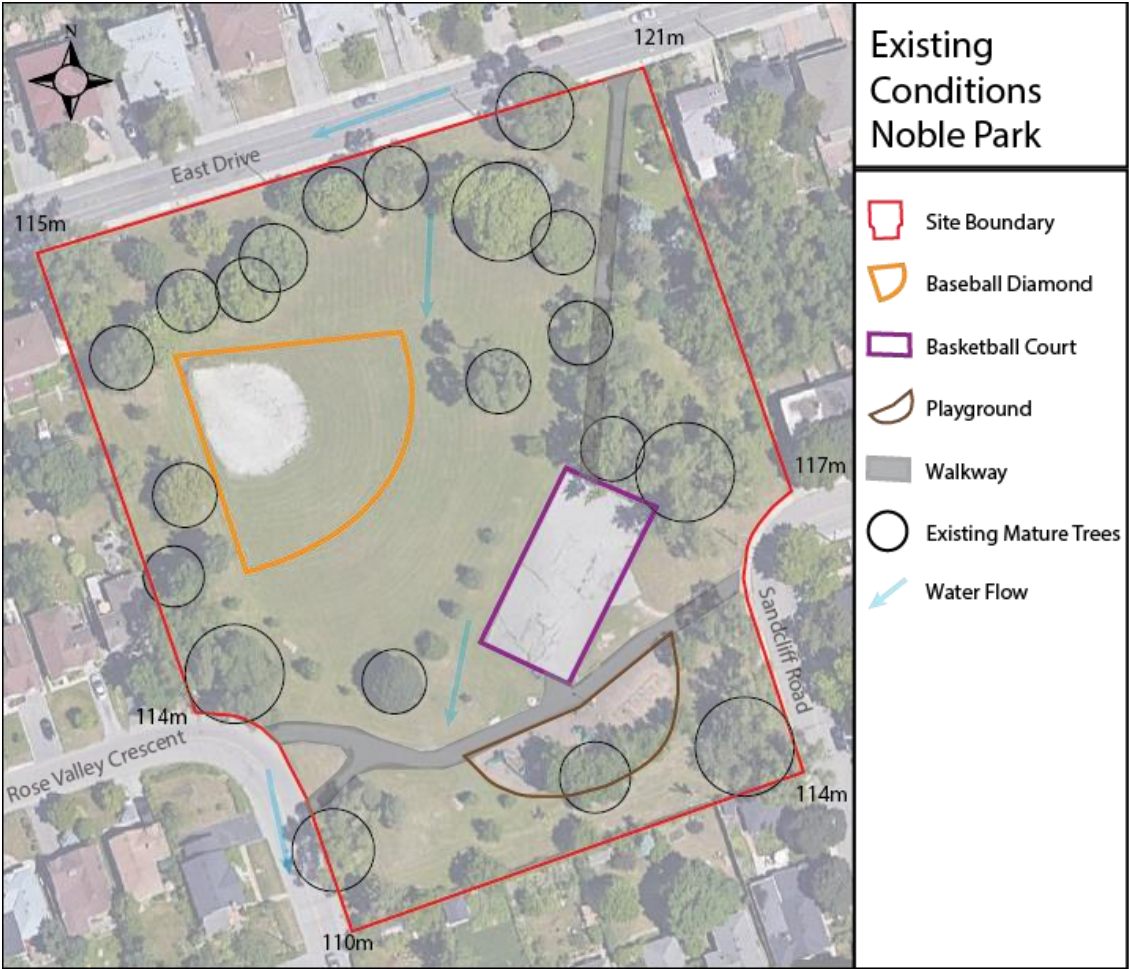 N
121m
East Drive
115m
117m
Sandcliff Road
114m
Rose Valley Crescent
114m
110m
Existing
Conditions
Noble Park
Site Boundary
Baseball Diamond
Basketball Court
Playground
Walkway
Existing Mature Trees
Water Flow